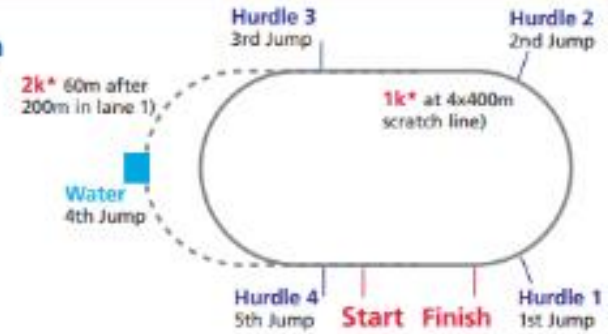 Hurdle 3
3rd Jump
Hurdle 2
2nd Jump
2k* 60m after
200m in lane 1)
1k* at 4x400m
scratch line)
Water
4th Jump
Hurdle 4
5th Jump
Start
Finish
Hurdle 1
1st Jump